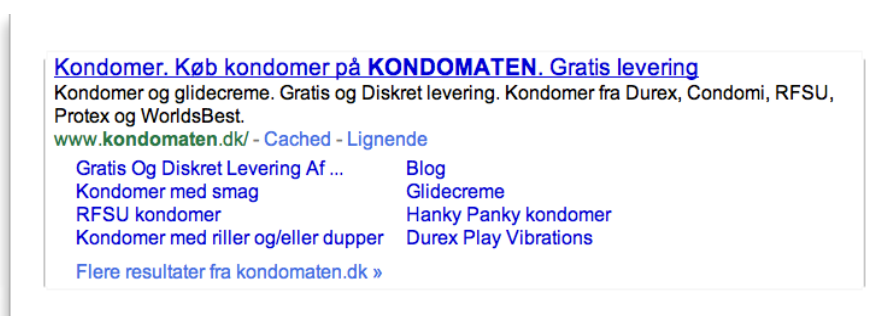 Kondomer. Køb kondomer på KONDOMATEN. Gratis levering
Kondomer og glidecreme. Gratis og Diskret levering. Kondomer fra Durex, Condomi, RFSU,
Protex og WorldsBest.
www.kondomaten.dk/ - Cached - Lignende
Gratis Og Diskret Levering Af ... Blog
Kondomer med smag Glidecreme
RFSU kondomer Hanky Panky kondomer
Kondomer med riller og/eller dupper Durex Play Vibrations
Flere resultater fra kondomaten.dk »